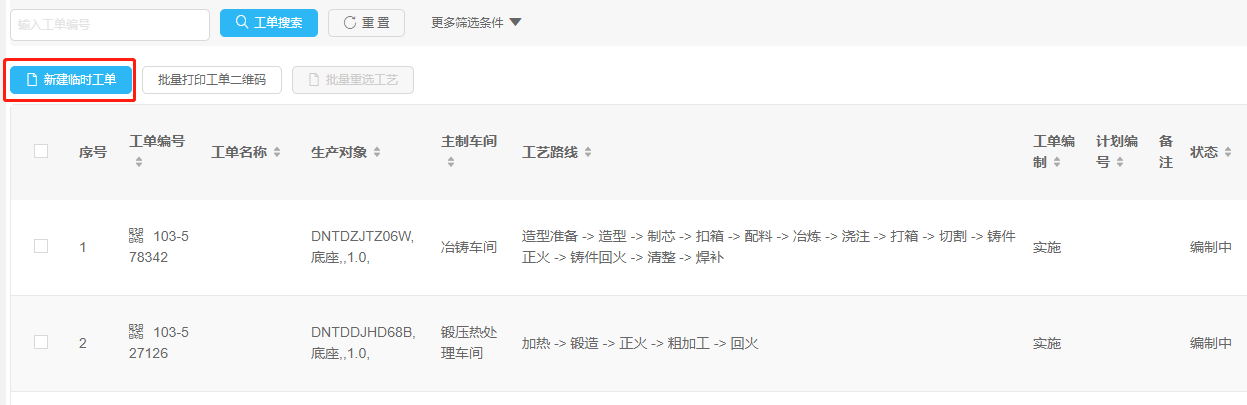 输入工单编号 工单搜索 重 置 更多筛选条件
新建临时工单 批量打印工单二维码 批量重选工艺
序号 工单编号 工单名称 生产对象 主制车间 工艺路线 工单编制 计划编号 备注 状态
1 103-578342 DNTDZJTZ06W,底座,,1.0, 冶铸车间 造型准备 -> 造型 -> 制芯 -> 扣箱 -> 配料 -> 冶炼 -> 浇注 -> 打箱 -> 切割 -> 铸件正火 -> 铸件回火 -> 清整 -> 焊补 实施 编制中
2 103-527126 DNTDDJHD68B,底座,,1.0, 锻压热处理车间 加热 -> 锻造 -> 正火 -> 粗加工 -> 回火 实施 编制中